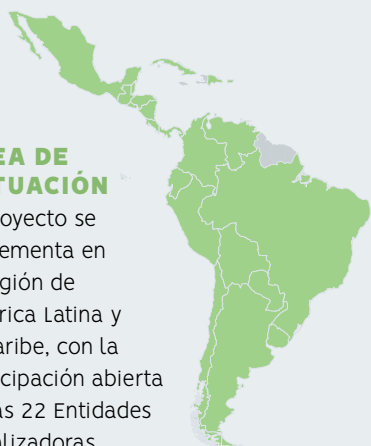 EA DE
TUACIÓN
oyecto se
ementa en
gión de
rica Latina y
aribe, con la
cipación abierta
as 22 Entidades
alizadoras